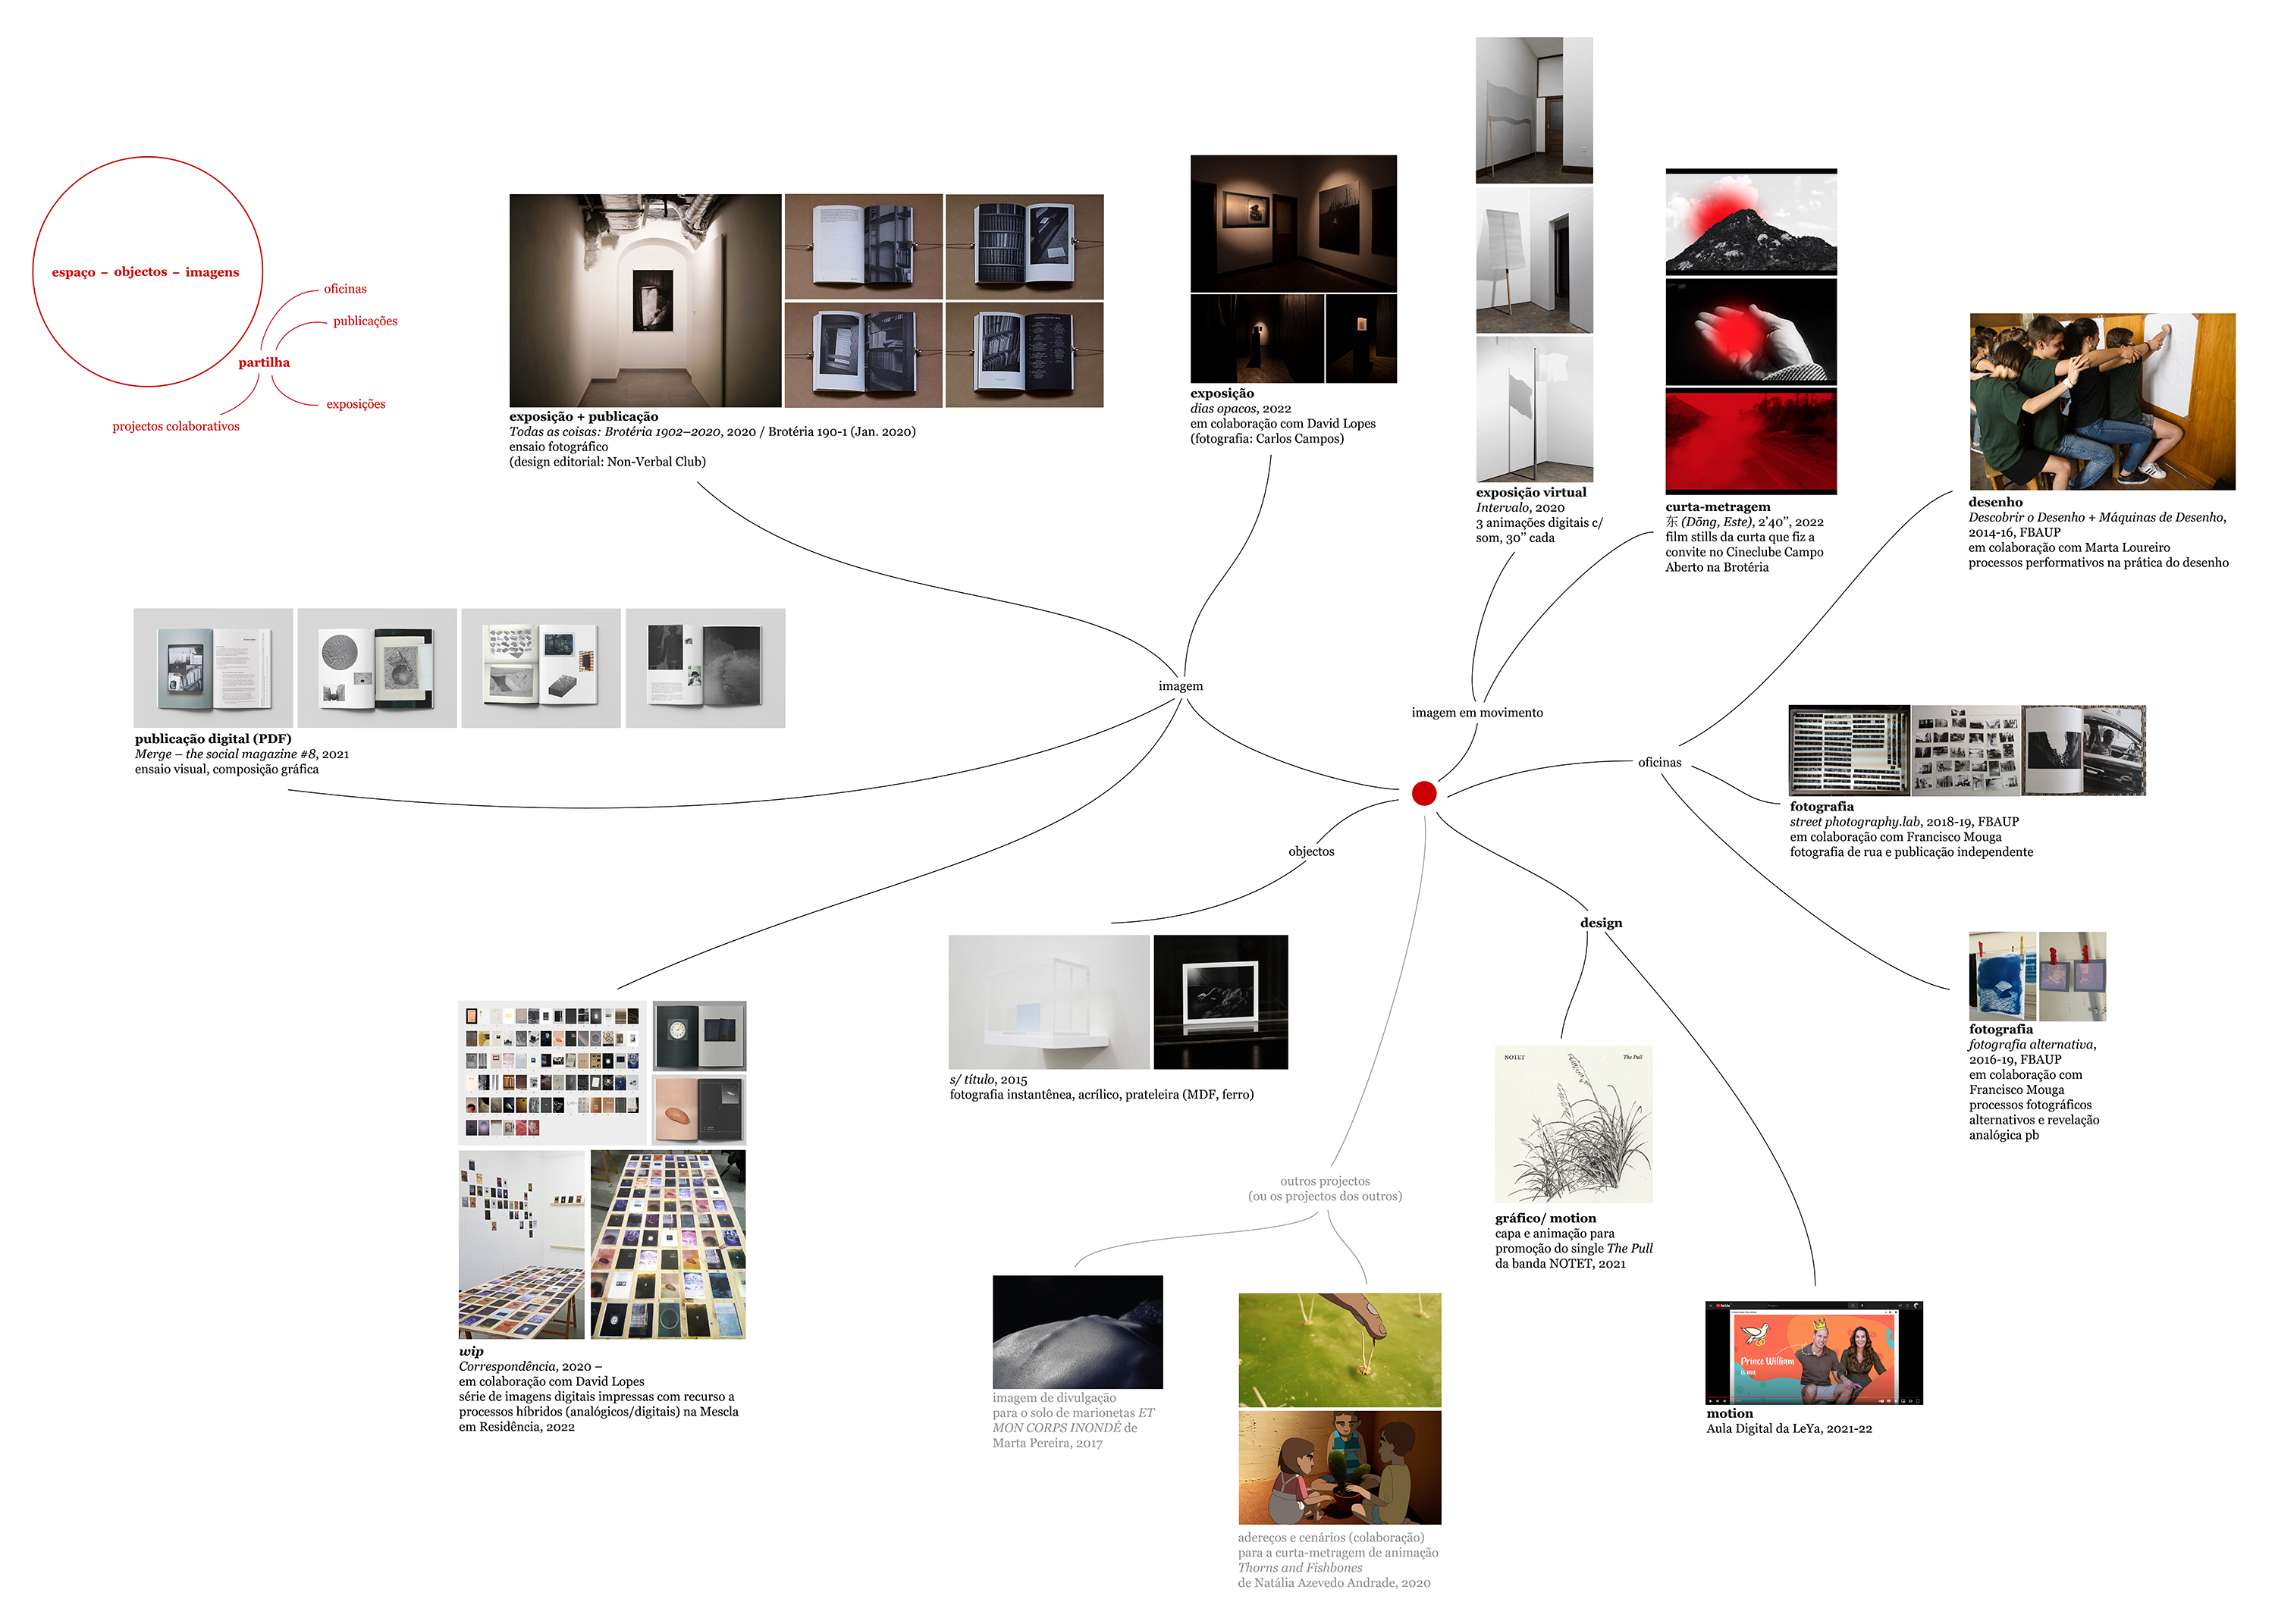 espaço – objectos – imagens
oficinas
publicações
partilha
exposições
projectos colaborativos
exposição + publicação
Todas as coisas: Brotéria 1902–2020, 2020 / Brotéria 190-1 (Jan. 2020)
ensaio fotográfico
(design editorial: Non-Verbal Club)
exposição
dias opacos, 2022
em colaboração com David Lopes
(fotografia: Carlos Campos)
exposição virtual
Intervalo, 2020
3 animações digitais c/
som, 30” cada
curta-metragem
东 (Dōng, Este), 2’40”, 2022
film stills da curta que fiz a
convite no Cineclube Campo
Aberto na Brotéria
desenho
Descobrir o Desenho + Máquinas de Desenho,
2014-16, FBAUP
em colaboração com Marta Loureiro
processos performativos na prática do desenho
publicação digital (PDF)
Merge – the social magazine #8, 2021
ensaio visual, composição gráfica
imagem
imagem em movimento
oficinas
fotografia
street photography.lab, 2018-19, FBAUP
em colaboração com Francisco Mouga
fotografia de rua e publicação independente
objectos
design
s/ título, 2015
fotografia instantânea, acrílico, prateleira (MDF, ferro)
fotografia
fotografia alternativa,
2016-19, FBAUP
em colaboração com
Francisco Mouga
processos fotográficos
alternativos e revelação
analógica pb
outros projectos
(ou os projectos dos outros)
NOTET
The Pull
gráfico/ motion
capa e animação para
promoção do single The Pull
da banda NOTET, 2021
wip
Correspondência, 2020 –
em colaboração com David Lopes
série de imagens digitais impressas com recurso a
processos híbridos (analógicos/digitais) na Mescla
em Residência, 2022
imagem de divulgação
para o solo de marionetas ET
MON CORPS INONDÉ de
Marta Pereira, 2017
Prince William
is my
motion
Aula Digital da LeYa, 2021-22
adereços e cenários (colaboração)
para a curta-metragem de animação
Thorns and Fishbones
de Natália Azevedo Andrade, 2020